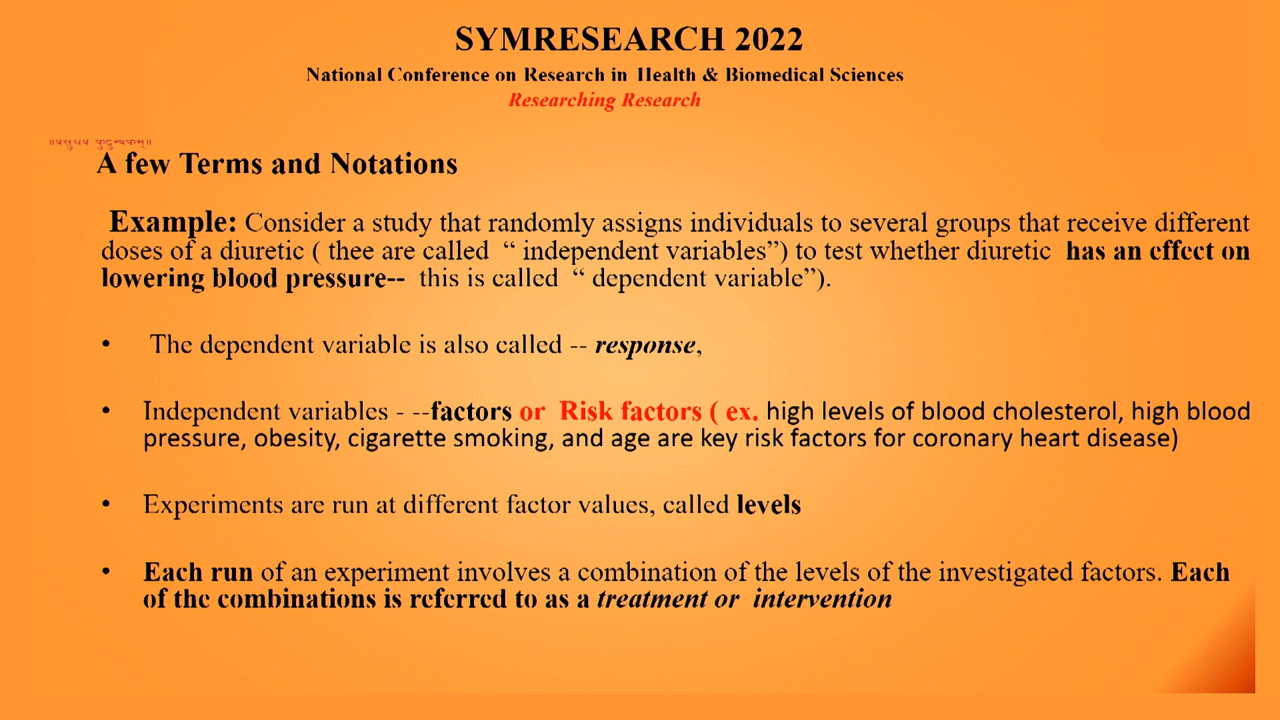 SYMRESEARCH 2022
National Conference on Research in Health & Biomedical Sciences
Researching Research
॥वसुधैव कुटुम्बकम्॥
A few Terms and Notations
Example: Consider a study that randomly assigns individuals to several groups that receive different
doses of a diuretic ( thee are called “ independent variables”) to test whether diuretic has an effect on
lowering blood pressure-- this is called “ dependent variable”).
• The dependent variable is also called -- response,
• Independent variables - --factors or Risk factors ( ex. high levels of blood cholesterol, high blood
pressure, obesity, cigarette smoking, and age are key risk factors for coronary heart disease)
• Experiments are run at different factor values, called levels
• Each run of an experiment involves a combination of the levels of the investigated factors. Each
of the combinations is referred to as a treatment or intervention